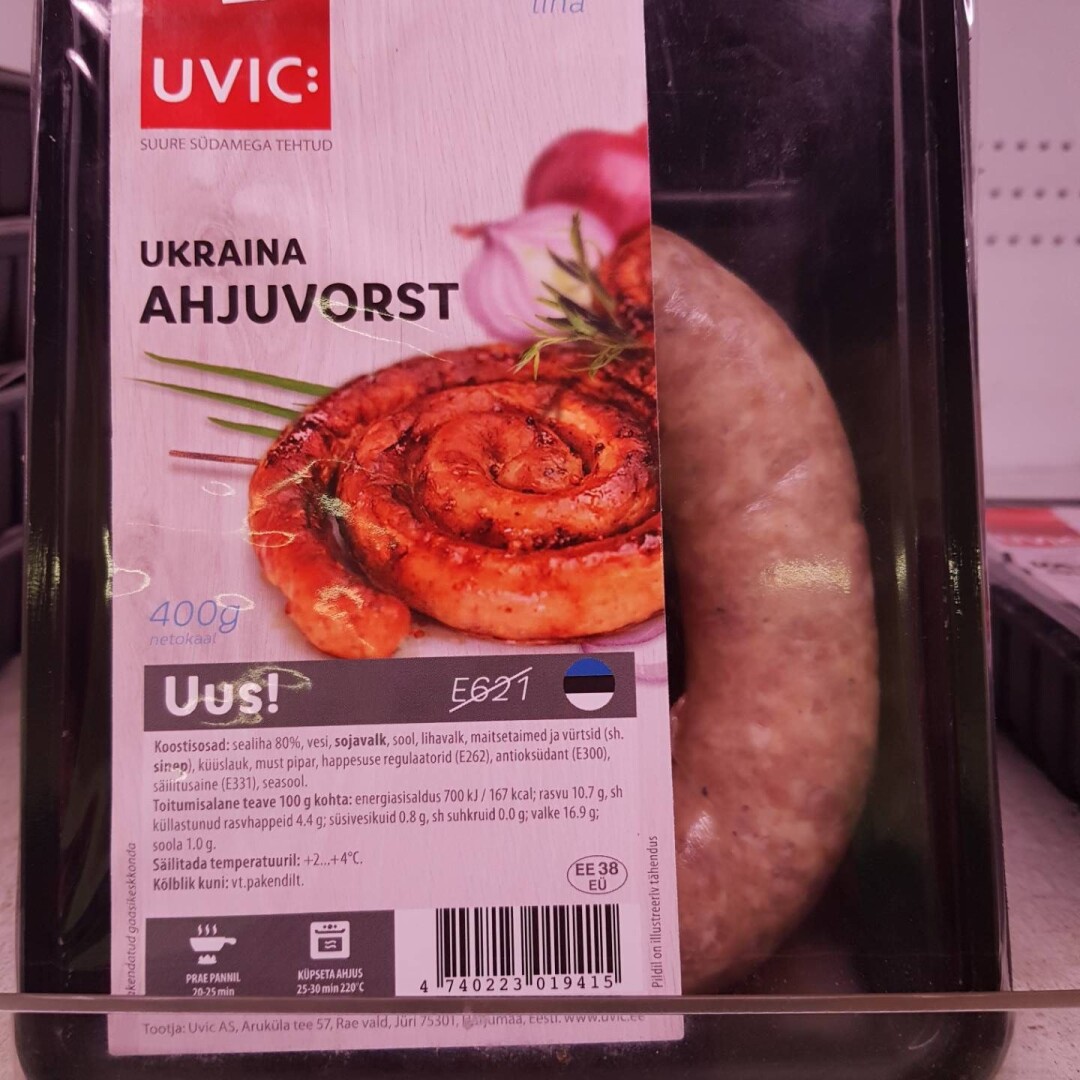 liha
UVIC:
SUURE SÜDAMEGA TEHTUD
UKRAINA
AHJUVORST
400g
netokaal
Uus!
E621
Koostisosad: sealiha 80%, vesi, sojavalk, sool, lihavalk, maitsetaimed ja vürtsid (sh.
sinep), küüslauk, must pipar, happesuse regulaatorid (E262), antioksüdant (E300),
säilitusaine (E331), seasool.
Toitumisalane teave 100 g kohta: energiasisaldus 700 kJ / 167 kcal; rasvu 10.7 g, sh
küllastunud rasvhappeid 4.4 g; süsivesikuid 0.8 g, sh suhkruid 0.0 g; valke 16.9 g;
soola 1.0 g.
Säilitada temperatuuril: +2...+4°C.
Kõlblik kuni: vt.pakendilt.
EE 38
EÜ
gaasikeskkonda
Pildil on illustreeriv tähendus
PRAE PANNIL
20-25 min
KÜPSETA AHJUS
25-30 min 220°C
4 740223 019415
Tootja: Uvic AS, Aruküla tee 57, Rae vald, Jüri 75301, Harjumaa, Eesti. www.uvic.ee